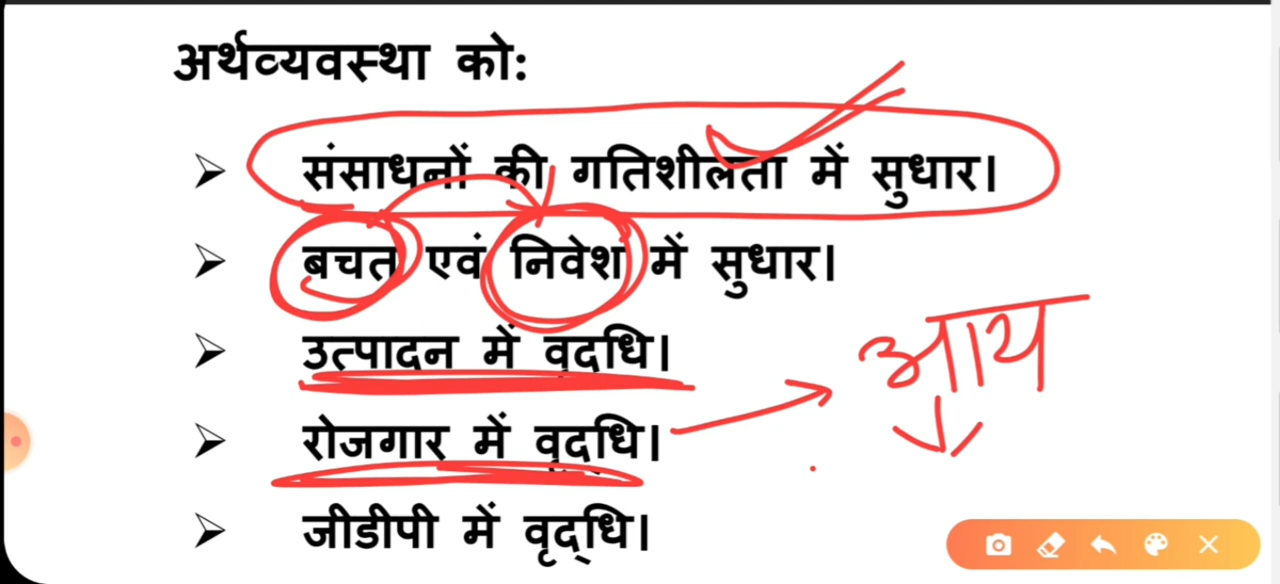 अर्थव्यवस्था को:
➢ संसाधनों की गतिशीलता में सुधार।
➢ बचत एवं निवेश में सुधार।
➢ उत्पादन में वृद्धि।
➢ रोजगार में वृद्धि।
आय
➢ जीडीपी में वृद्धि।